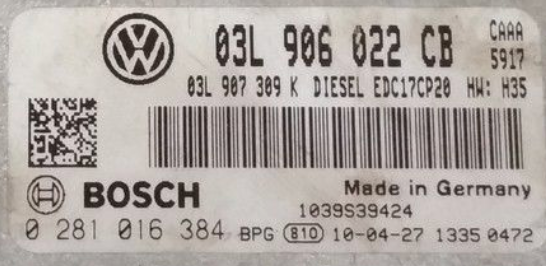 03L 906 022 CB CAAA
5917
03L 907 309 K DIESEL EDC17CP20 HW: H35
BOSCH Made in Germany
1039S39424
0 281 016 384 BPG 810 10-04-27 1335 0472